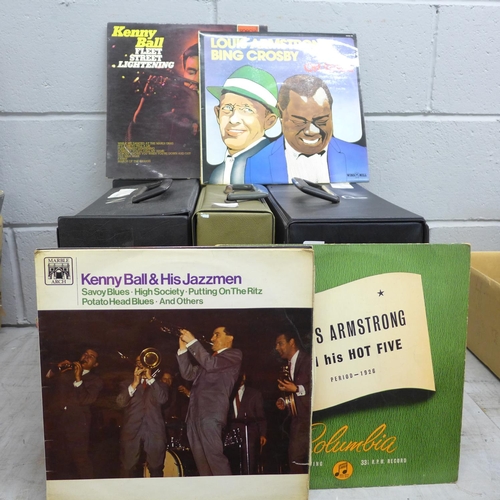 Kenny
Ball
FLEET
STREET
LIGHTENING
LOUIS ARMSTRONG
BING CROSBY
MARBLE
ARCH
Kenny Ball & His Jazzmen
Savoy Blues · High Society · Putting On The Ritz
Potato Head Blues · And Others
S ARMSTRONG
his HOT FIVE
PERIOD-1926
Columbia
33⅓ R.P.M. RECORD